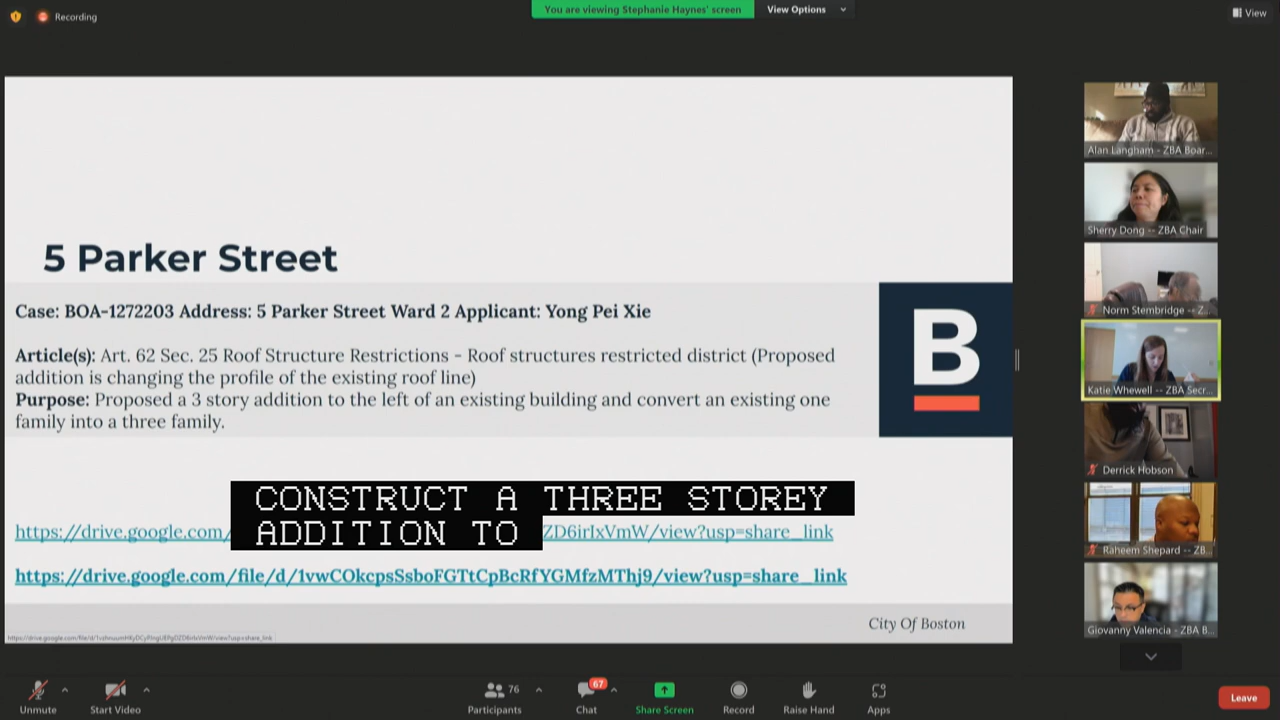 Recording
You are viewing Stephanie Haynes' screen
View Options
View
5 Parker Street
Case: BOA-1272203 Address: 5 Parker Street Ward 2 Applicant: Yong Pei Xie
Article(s): Art. 62 Sec. 25 Roof Structure Restrictions - Roof structures restricted district (Proposed
addition is changing the profile of the existing roof line)
Purpose: Proposed a 3 story addition to the left of an existing building and convert an existing one
family into a three family.
B
CONSTRUCT A THREE STOREY
ADDITION TO
https://drive.google.com/
ZD6irIxVmW/view?usp=share_link
https://drive.google.com/file/d/1vwCOkcpsSsboFGTtCpBcRfYGMfzMThj9/view?usp=share_link
City Of Boston
Alan Langham - ZBA Boar...
Sherry Dong -- ZBA Chair
Norm Stembridge -- Z...
Katie Whewell -- ZBA Secr...
Derrick Hobson
Raheem Shepard -- ZB...
Giovanny Valencia - ZBA B...
Unmute
Start Video
76
Participants
67
Chat
Share Screen
Record
Raise Hand
Apps
Leave